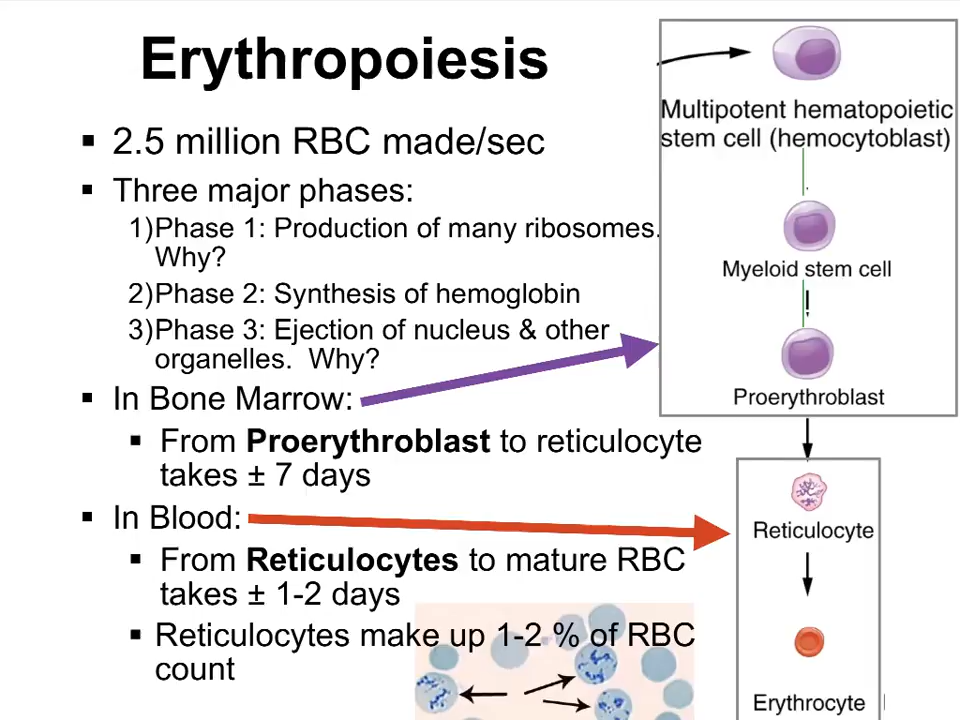 Erythropoiesis
▪ 2.5 million RBC made/sec
▪ Three major phases:
1)Phase 1: Production of many ribosomes.
Why?
2)Phase 2: Synthesis of hemoglobin
3)Phase 3: Ejection of nucleus & other
organelles.  Why?
▪ In Bone Marrow:
▪ From Proerythroblast to reticulocyte
takes ± 7 days
▪ In Blood:
▪ From Reticulocytes to mature RBC
takes ± 1-2 days
▪ Reticulocytes make up 1-2 % of RBC
count
Multipotent hematopoietic
stem cell (hemocytoblast)
Myeloid stem cell
Proerythroblast
Reticulocyte
Erythrocyte